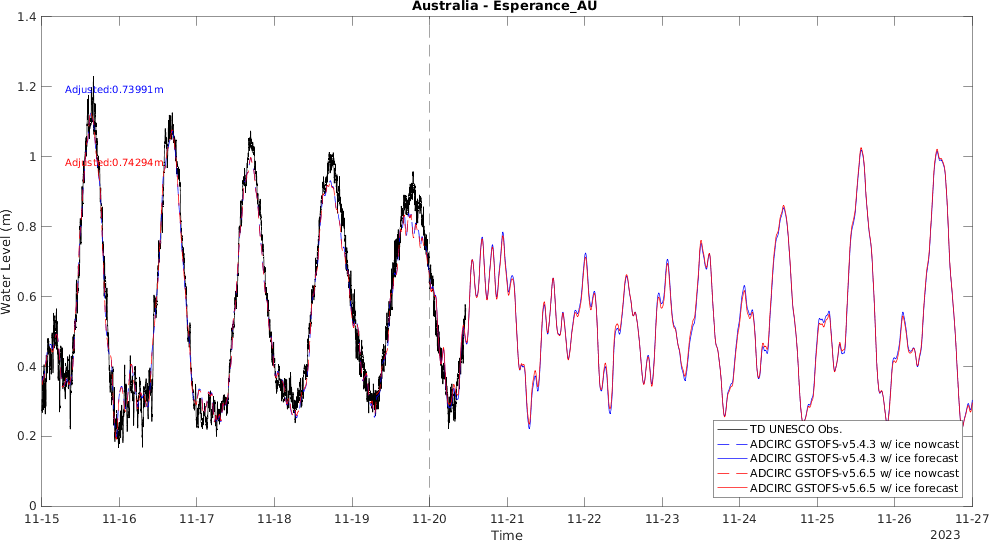 Australia - Esperance_AU
1.4
1.2
1
0.8
0.6
0.4
0.2
0
Water Level (m)
Adjusted:0.73991m
Adjusted:0.74294m
TD UNESCO Obs.
ADCIRC GSTOFS-v5.4.3 w/ ice nowcast
ADCIRC GSTOFS-v5.4.3 w/ ice forecast
ADCIRC GSTOFS-v5.6.5 w/ ice nowcast
ADCIRC GSTOFS-v5.6.5 w/ ice forecast
11-15 11-16 11-17 11-18 11-19 11-20 11-21 11-22 11-23 11-24 11-25 11-26 11-27
Time
2023